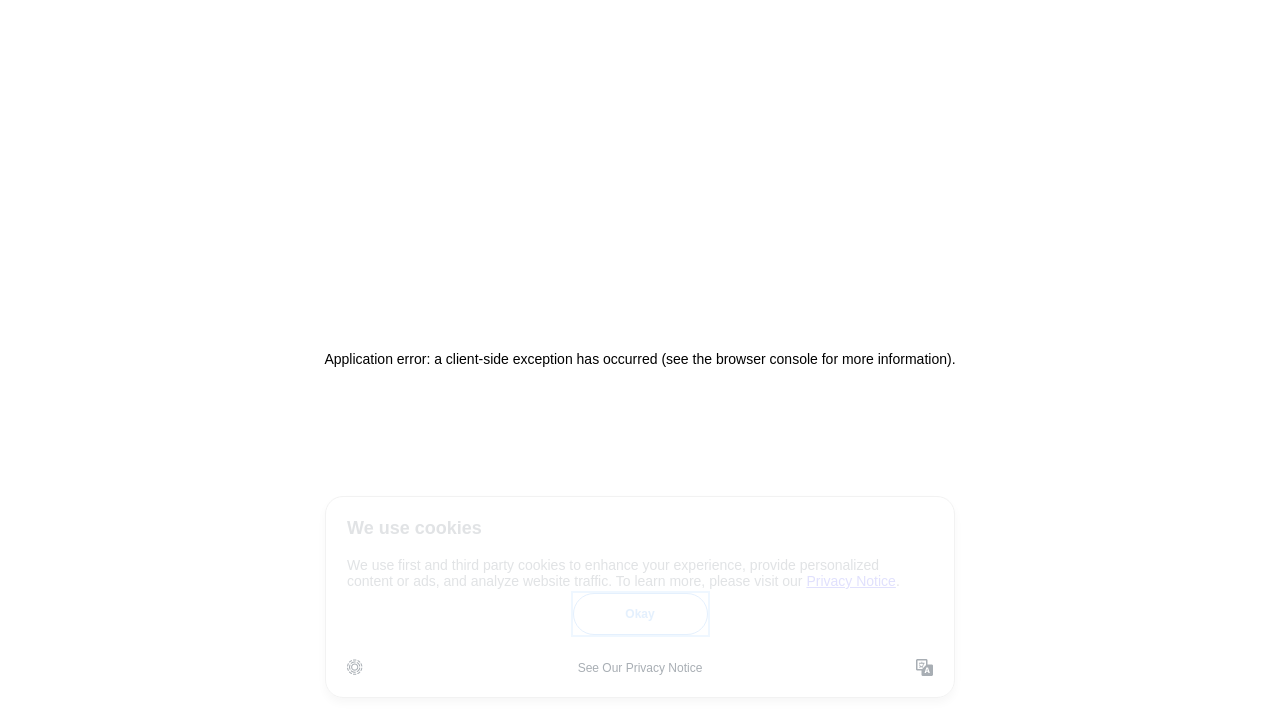 Application error: a client-side exception has occurred (see the browser console for more information).
We use cookies
We use first and third party cookies to enhance your experience, provide personalized
content or ads, and analyze website traffic. To learn more, please visit our Privacy Notice.
Okay
See Our Privacy Notice